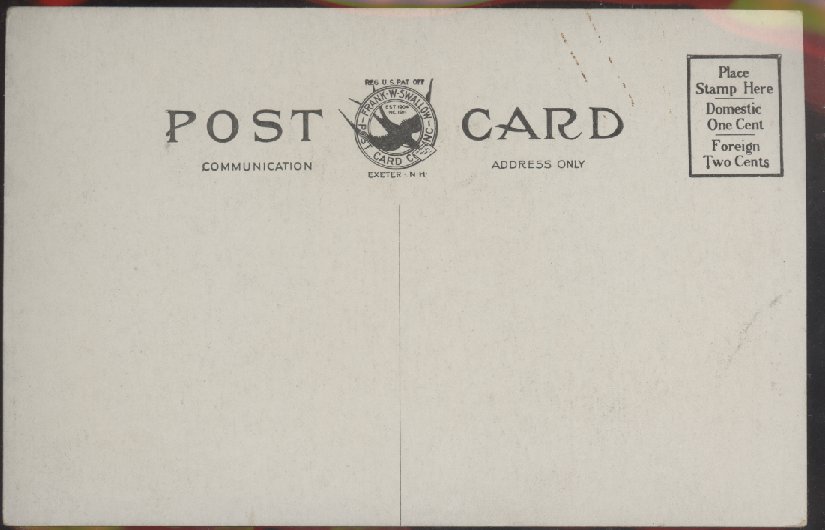 POST CARD
REG U S PAT OFF
FRANK·W·SWALLOW
POST CARD CO. INC.
EXETER·N·H·
COMMUNICATION
ADDRESS ONLY
Place
Stamp Here
Domestic
One Cent
Foreign
Two Cents